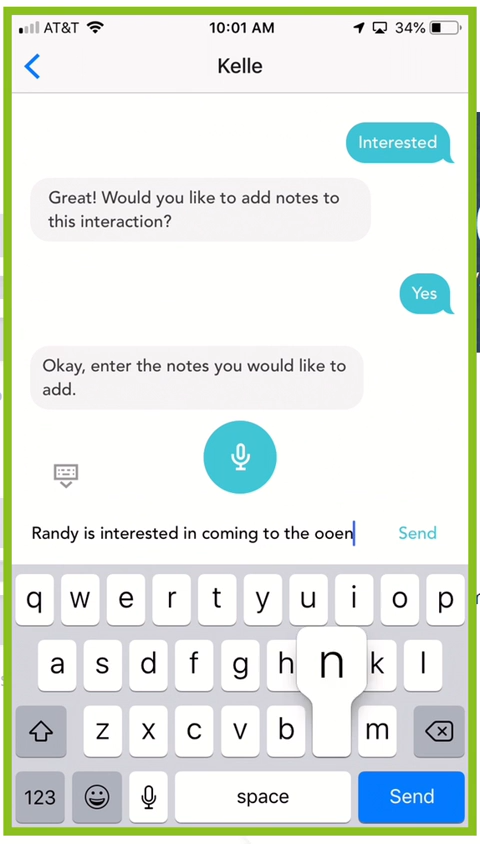 AT&T 10:01 AM 34%
Kelle
Interested
Great! Would you like to add notes to
this interaction?
Yes
Okay, enter the notes you would like to
add.
Randy is interested in coming to the ooen Send
q w e r t y u i o p
a s d f g h n k l
z x c v b m
123 space Send